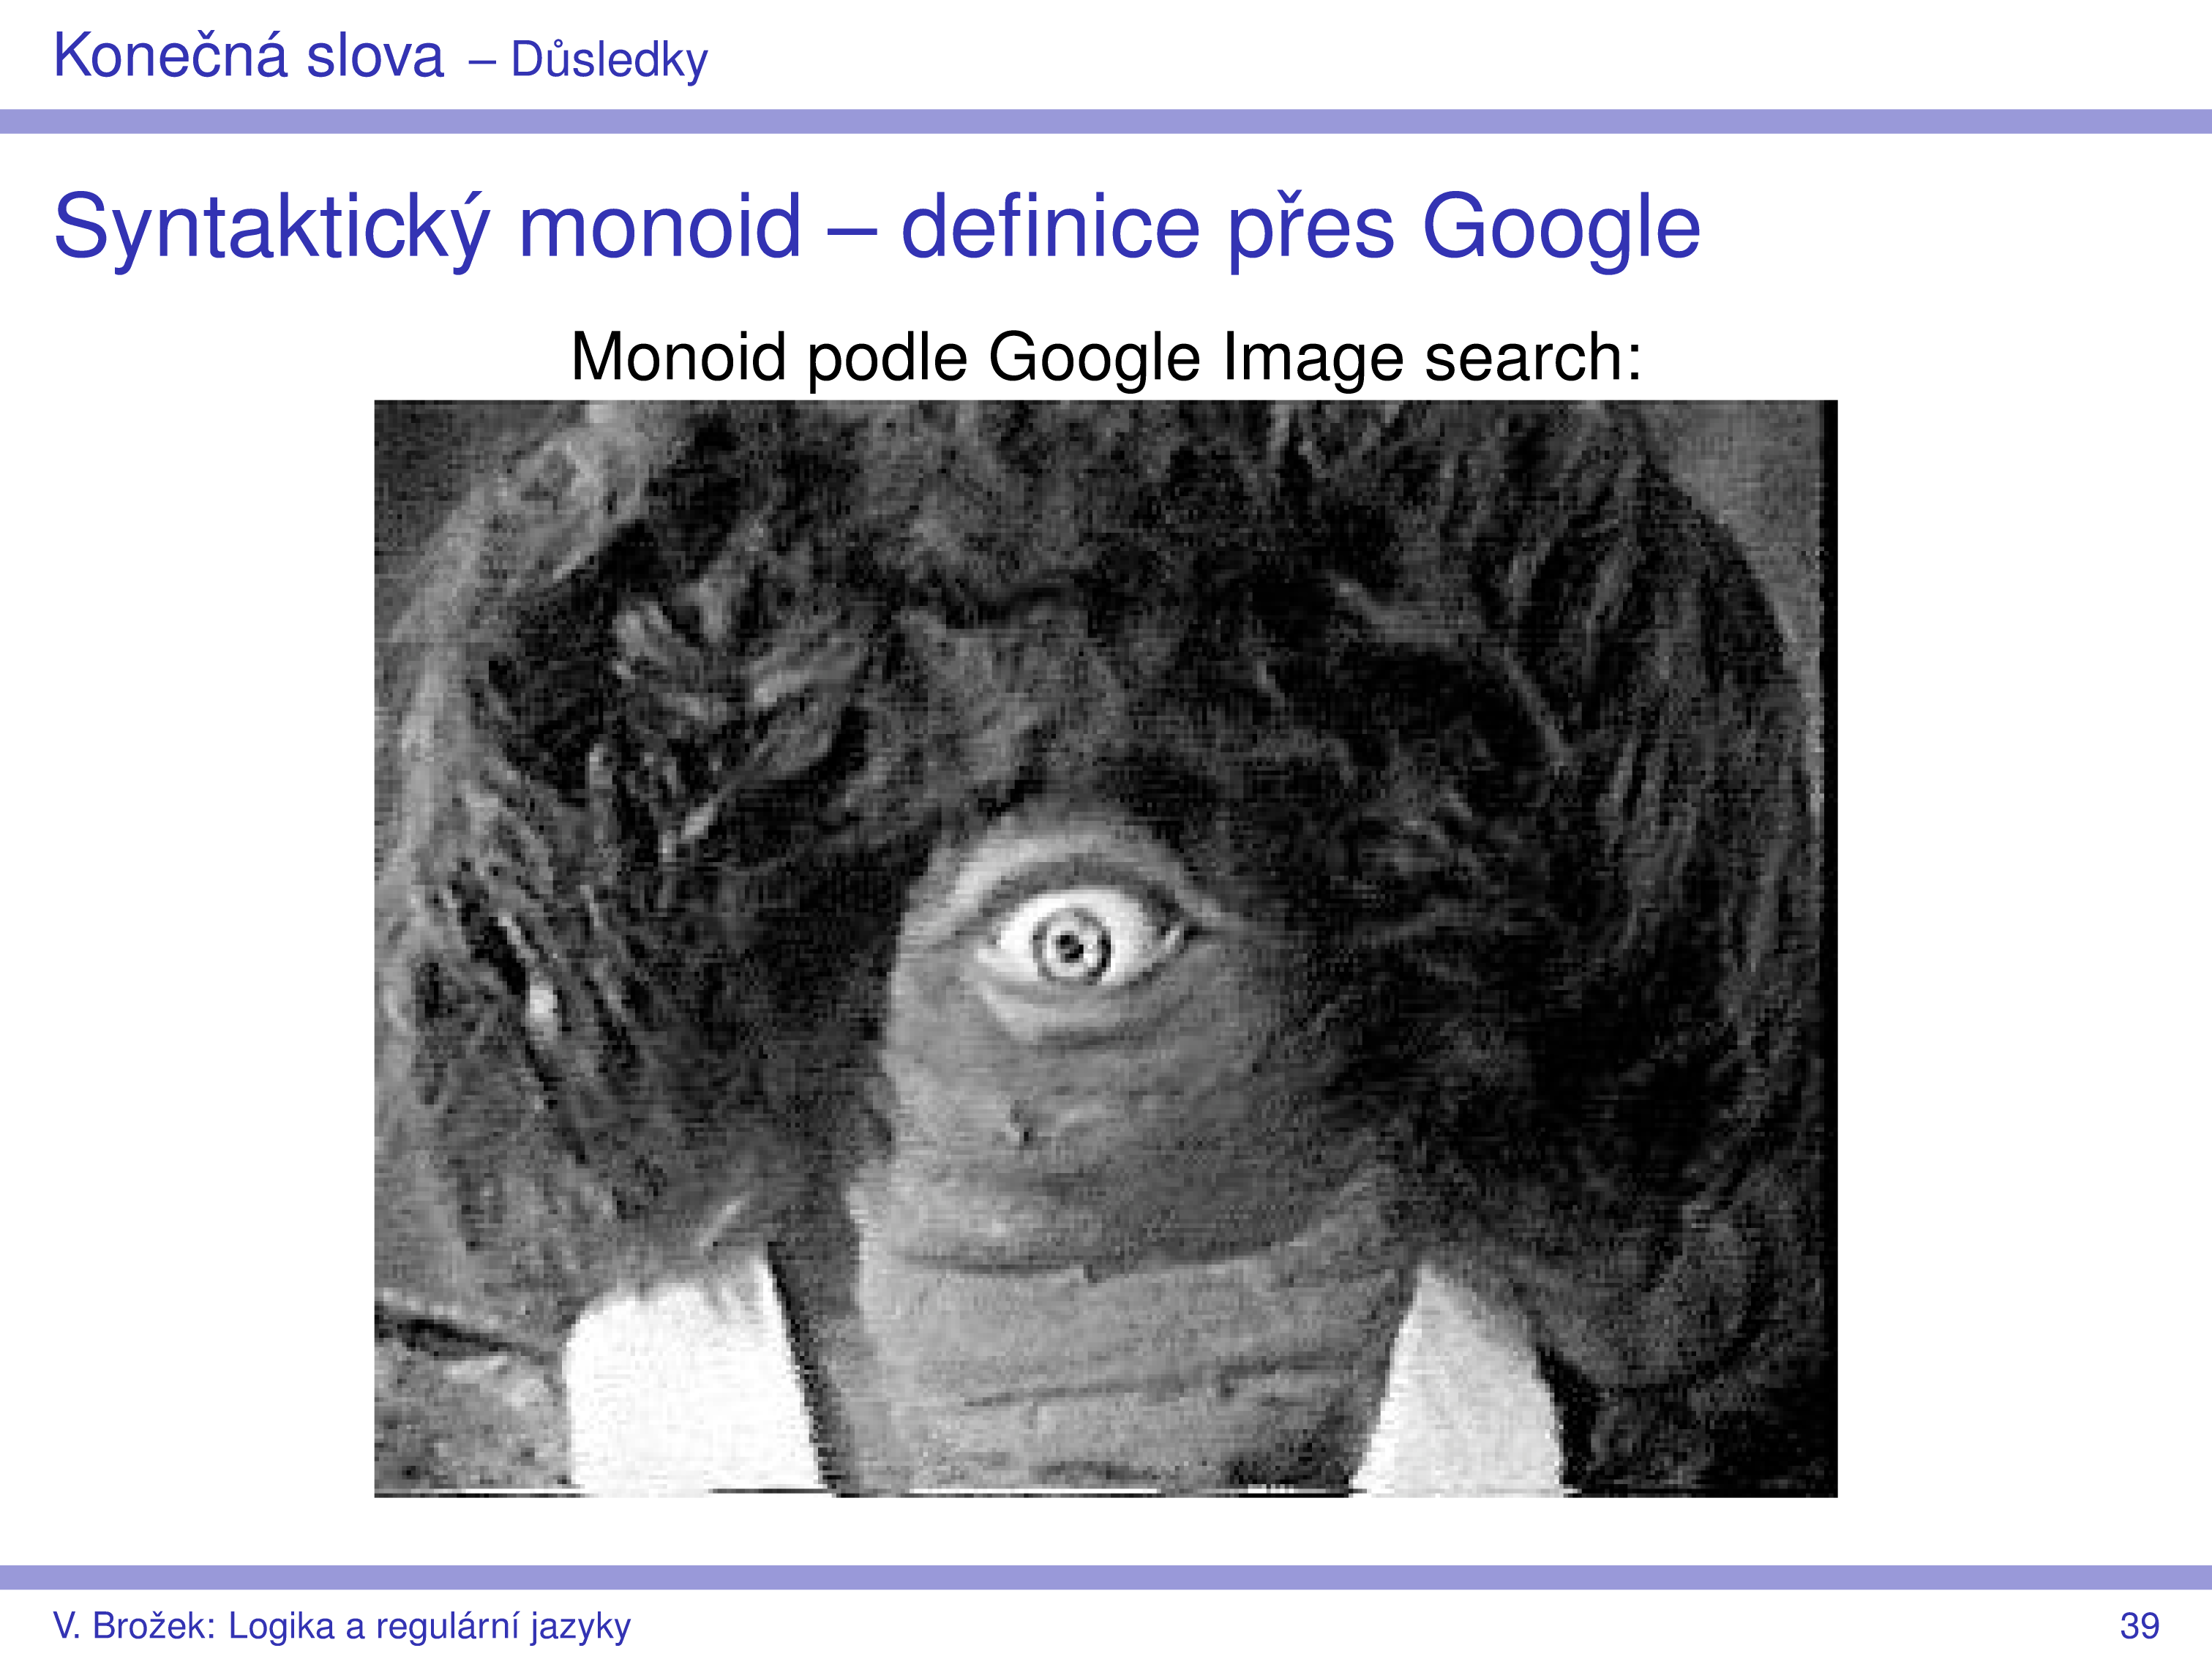 Konečná slova – Důsledky
Syntaktický monoid – definice přes Google
Monoid podle Google Image search:
V. Brožek: Logika a regulární jazyky
39